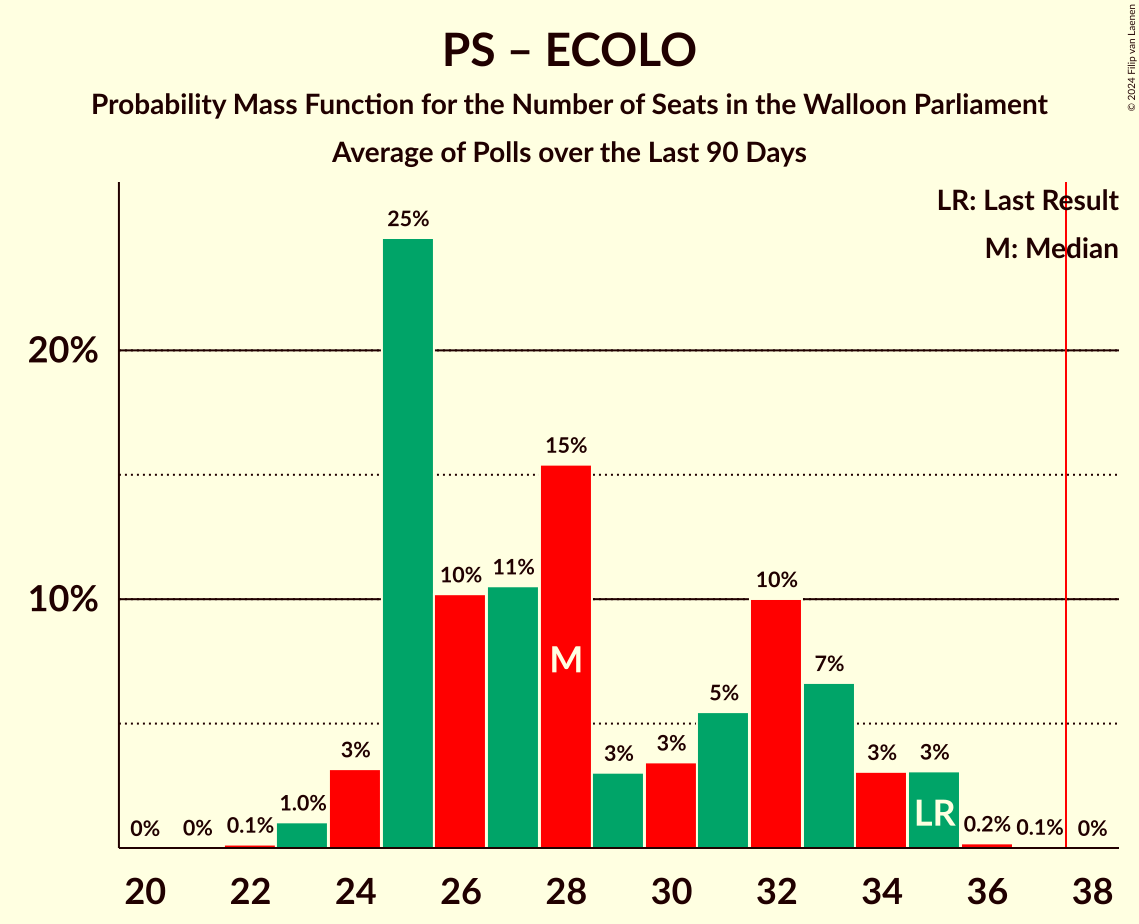 PS – ECOLO
Probability Mass Function for the Number of Seats in the Walloon Parliament
Average of Polls over the Last 90 Days
© 2024 Filip van Laenen
LR: Last Result
M: Median
20%
10%
0%
0%
0.1%
1.0%
3%
25%
10%
11%
15%
3%
3%
5%
10%
7%
3%
3%
0.2%
0.1%
0%
M
LR
20 22 24 26 28 30 32 34 36 38